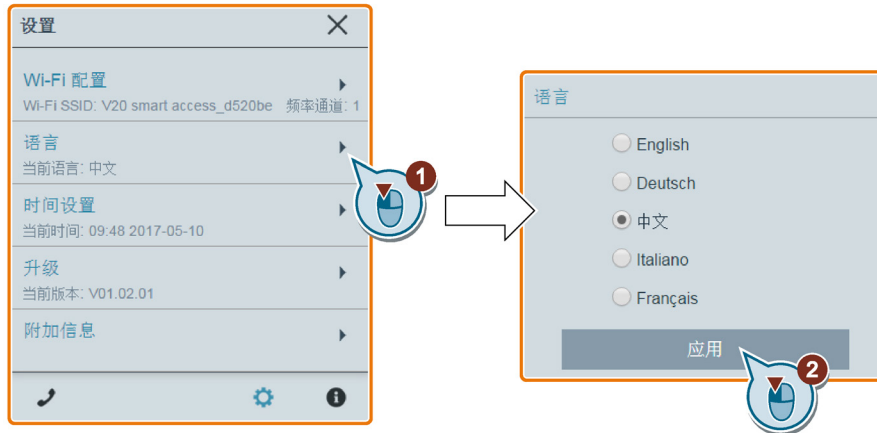 设置
Wi-Fi 配置
Wi-Fi SSID: V20 smart access_d520be 频率通道: 1
语言
当前语言: 中文
时间设置
当前时间: 09:48 2017-05-10
升级
当前版本: V01.02.01
附加信息
1
语言
English
Deutsch
中文
Italiano
Français
应用
2